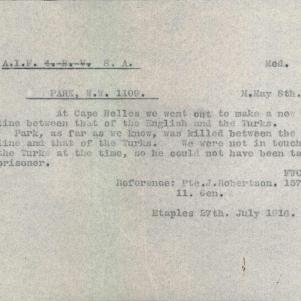 A.I.F. 4. B. V. S. A. Med.
PARK, W.W. 1109. M.May 8th.
At Cape Helles we went out to make a new
line between that of the English and the Turks.
Park, as far as we know, was killed between the
line and that of the Turks. We were not in touch
the Turks at the time, so he could not have been ta
prisoner.
Reference: Pte.J.Robertson. 157
11. Gen.
Etaples 27th. July 1916.